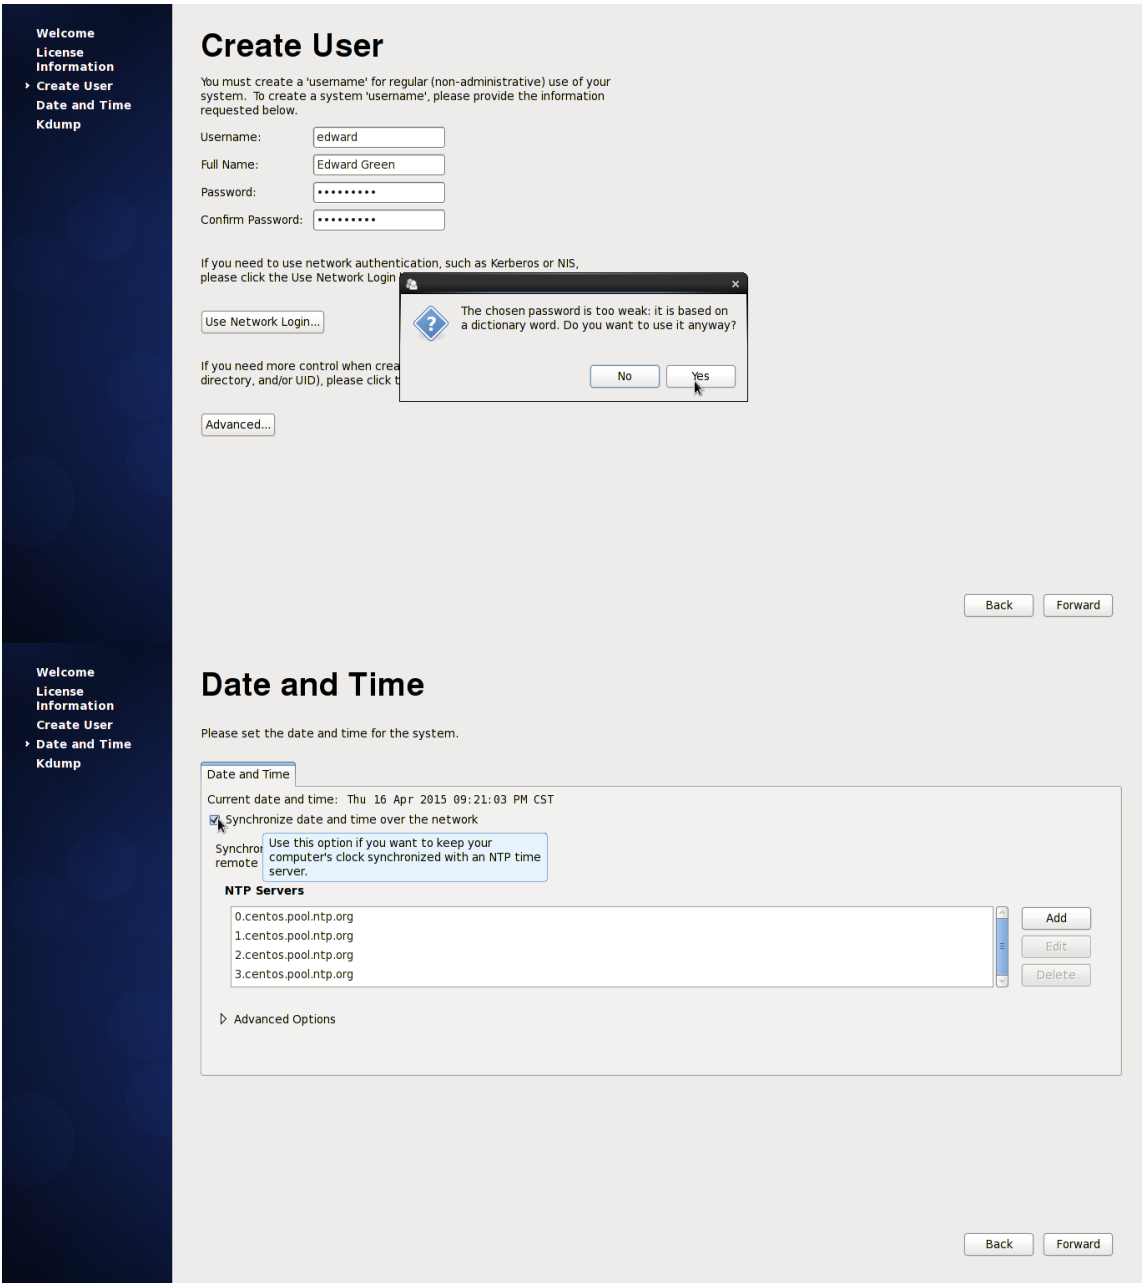 Welcome
License
Information
Create User
Date and Time
Kdump
Create User
You must create a 'username' for regular (non-administrative) use of your
system.  To create a system 'username', please provide the information
requested below.
Username: edward
Full Name: Edward Green
Password: •••••••••
Confirm Password: •••••••••
If you need to use network authentication, such as Kerberos or NIS,
please click the Use Network Login
The chosen password is too weak: it is based on
a dictionary word. Do you want to use it anyway?
No Yes
Use Network Login...
If you need more control when crea
directory, and/or UID), please click t
Advanced...
Back Forward
Welcome
License
Information
Create User
Date and Time
Kdump
Date and Time
Please set the date and time for the system.
Date and Time
Current date and time: Thu 16 Apr 2015 09:21:03 PM CST
Synchronize date and time over the network
Synchro
remote
Use this option if you want to keep your
computer's clock synchronized with an NTP time
server.
NTP Servers
0.centos.pool.ntp.org
1.centos.pool.ntp.org
2.centos.pool.ntp.org
3.centos.pool.ntp.org
Add
Edit
Delete
Advanced Options
Back Forward